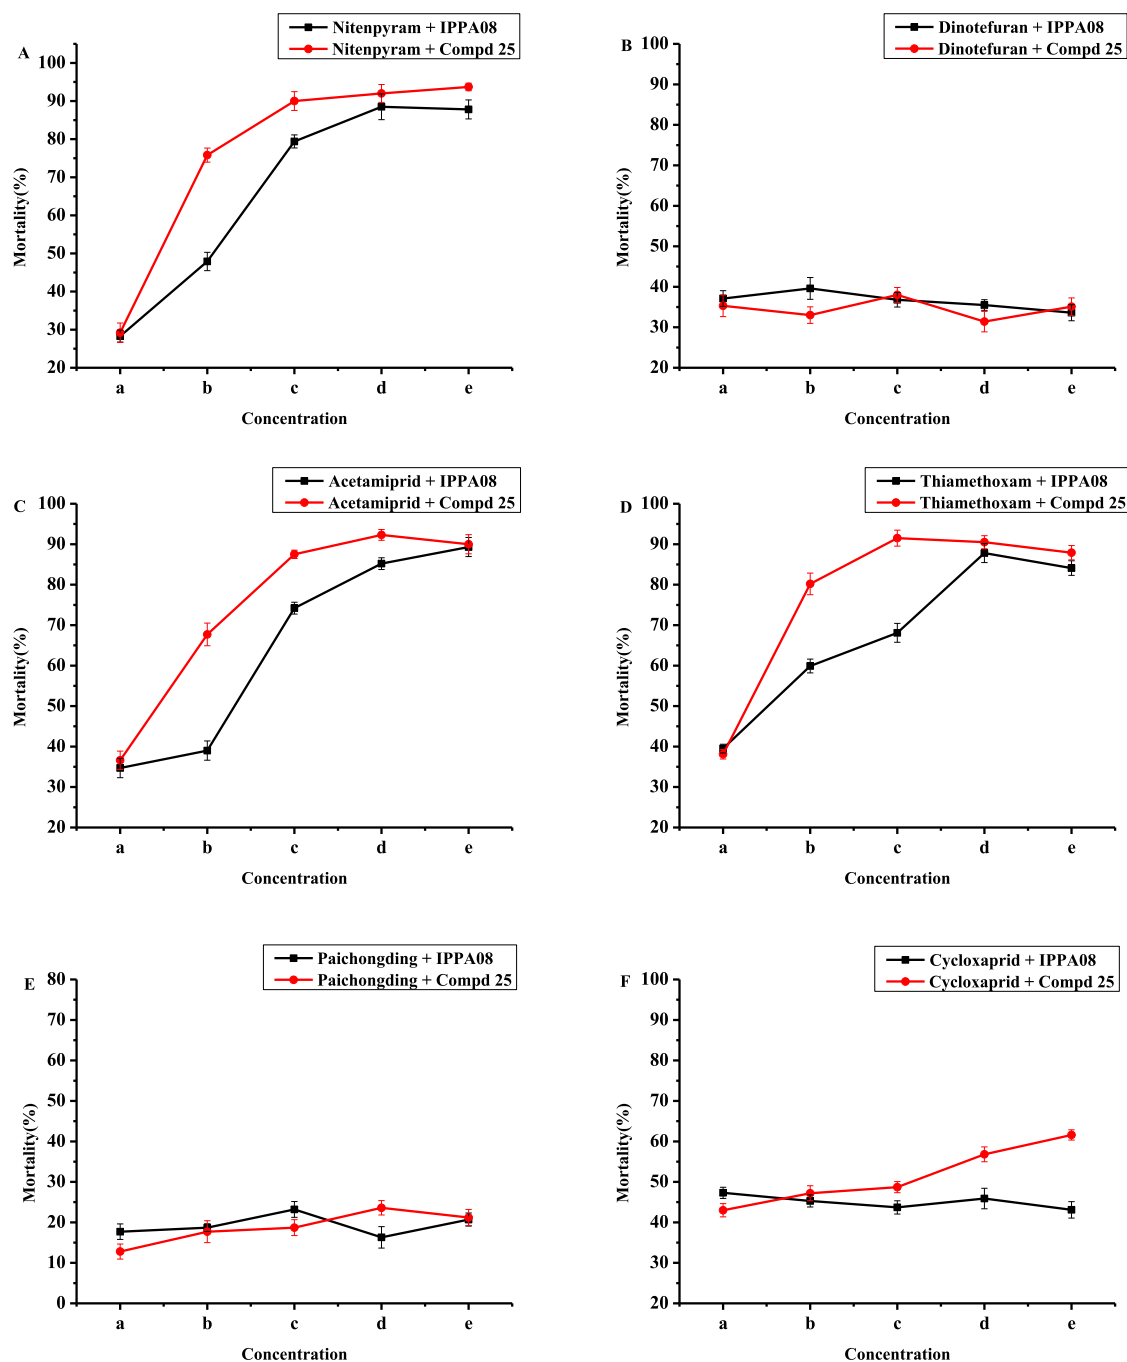 A
Nitenpyram + IPPA08
Nitenpyram + Compd 25
100
90
80
70
60
50
40
30
20
Mortality(%)
a b c d e
Concentration
B
Dinotefuran + IPPA08
Dinotefuran + Compd 25
100
90
80
70
60
50
40
30
20
Mortality(%)
a b c d e
Concentration
C
Acetamiprid + IPPA08
Acetamiprid + Compd 25
100
90
80
70
60
50
40
30
20
Mortality(%)
a b c d e
Concentration
D
Thiamethoxam + IPPA08
Thiamethoxam + Compd 25
100
90
80
70
60
50
40
30
20
Mortality(%)
a b c d e
Concentration
E
Paichongding + IPPA08
Paichongding + Compd 25
80
70
60
50
40
30
20
10
0
Mortality(%)
a b c d e
Concentration
F
Cycloxaprid + IPPA08
Cycloxaprid + Compd 25
100
90
80
70
60
50
40
30
20
Mortality(%)
a b c d e
Concentration